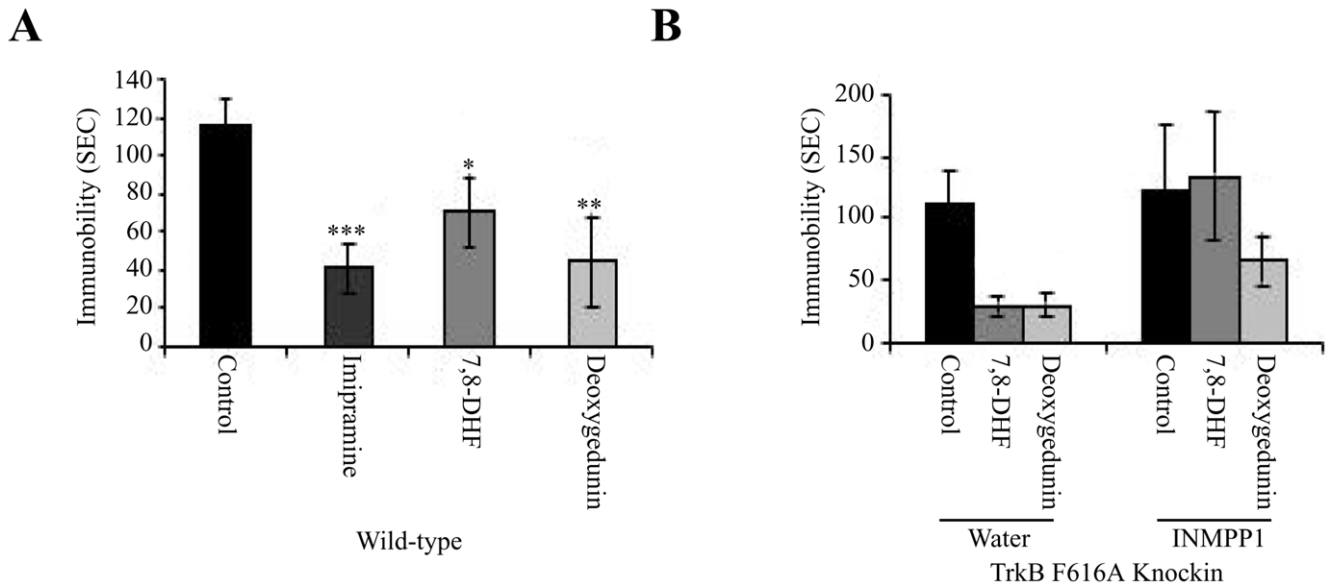 A
Immunobility (SEC)
140
120
100
80
60
40
20
0
***
*
**
Control
Imipramine
7,8-DHF
Deoxygedunin
Wild-type
B
Immunobility (SEC)
200
150
100
50
0
Control
7,8-DHF
Deoxygedunin
Control
7,8-DHF
Deoxygedunin
Water
INMPP1
TrkB F616A Knockin